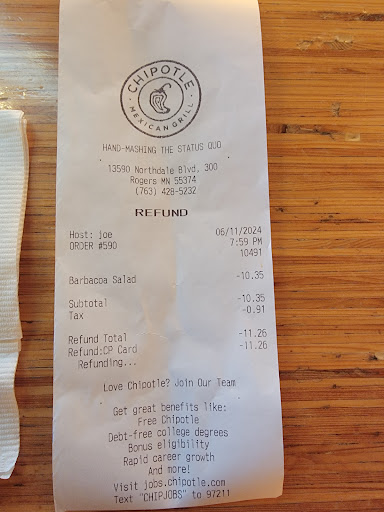 CHIPOTLE
MEXICAN GRILL
HAND-MASHING THE STATUS QUO
13590 Northdale Blvd, 300
Rogers MN 55374
(763) 428-5232
REFUND
Host: joe 06/11/2024
ORDER #590 7:59 PM
10491
Barbacoa Salad -10.35
Subtotal -10.35
Tax -0.91
Refund Total -11.26
Refund:CP Card -11.26
Refunding...
Love Chipotle? Join Our Team
Get great benefits like:
Free Chipotle
Debt-free college degrees
Bonus eligibility
Rapid career growth
And more!
Visit jobs.chipotle.com
Text "CHIPJOBS" to 97211